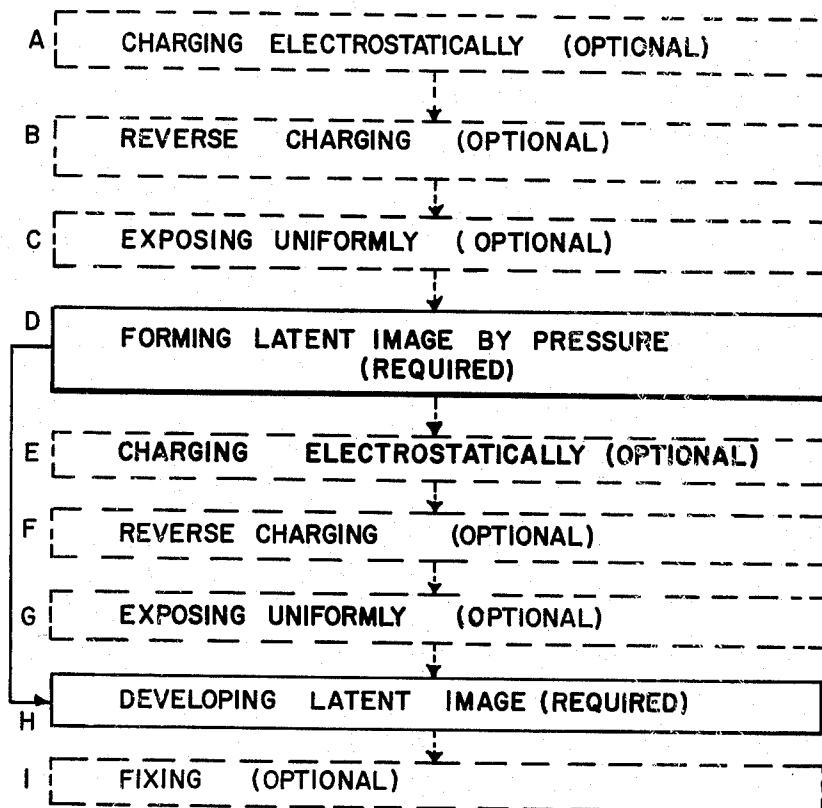 A CHARGING ELECTROSTATICALLY (OPTIONAL)
B REVERSE CHARGING (OPTIONAL)
C EXPOSING UNIFORMLY (OPTIONAL)
D FORMING LATENT IMAGE BY PRESSURE
(REQUIRED)
E CHARGING ELECTROSTATICALLY (OPTIONAL)
F REVERSE CHARGING (OPTIONAL)
G EXPOSING UNIFORMLY (OPTIONAL)
H DEVELOPING LATENT IMAGE (REQUIRED)
I FIXING (OPTIONAL)